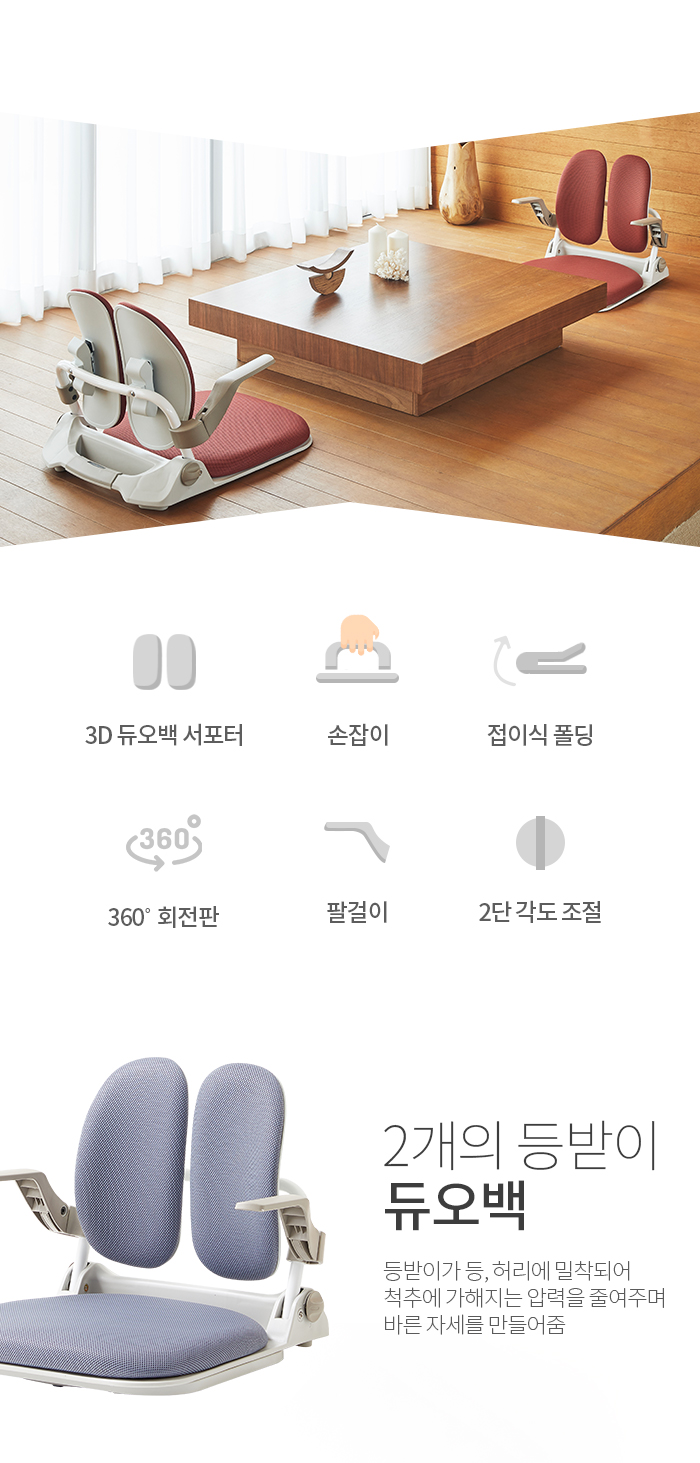 3D 듀오백 서포터
손잡이
접이식 폴딩
360°
360° 회전판
팔걸이
2단 각도 조절
2개의 등받이
듀오백
등받이가 등, 허리에 밀착되어
척추에 가해지는 압력을 줄여주며
바른 자세를 만들어줌